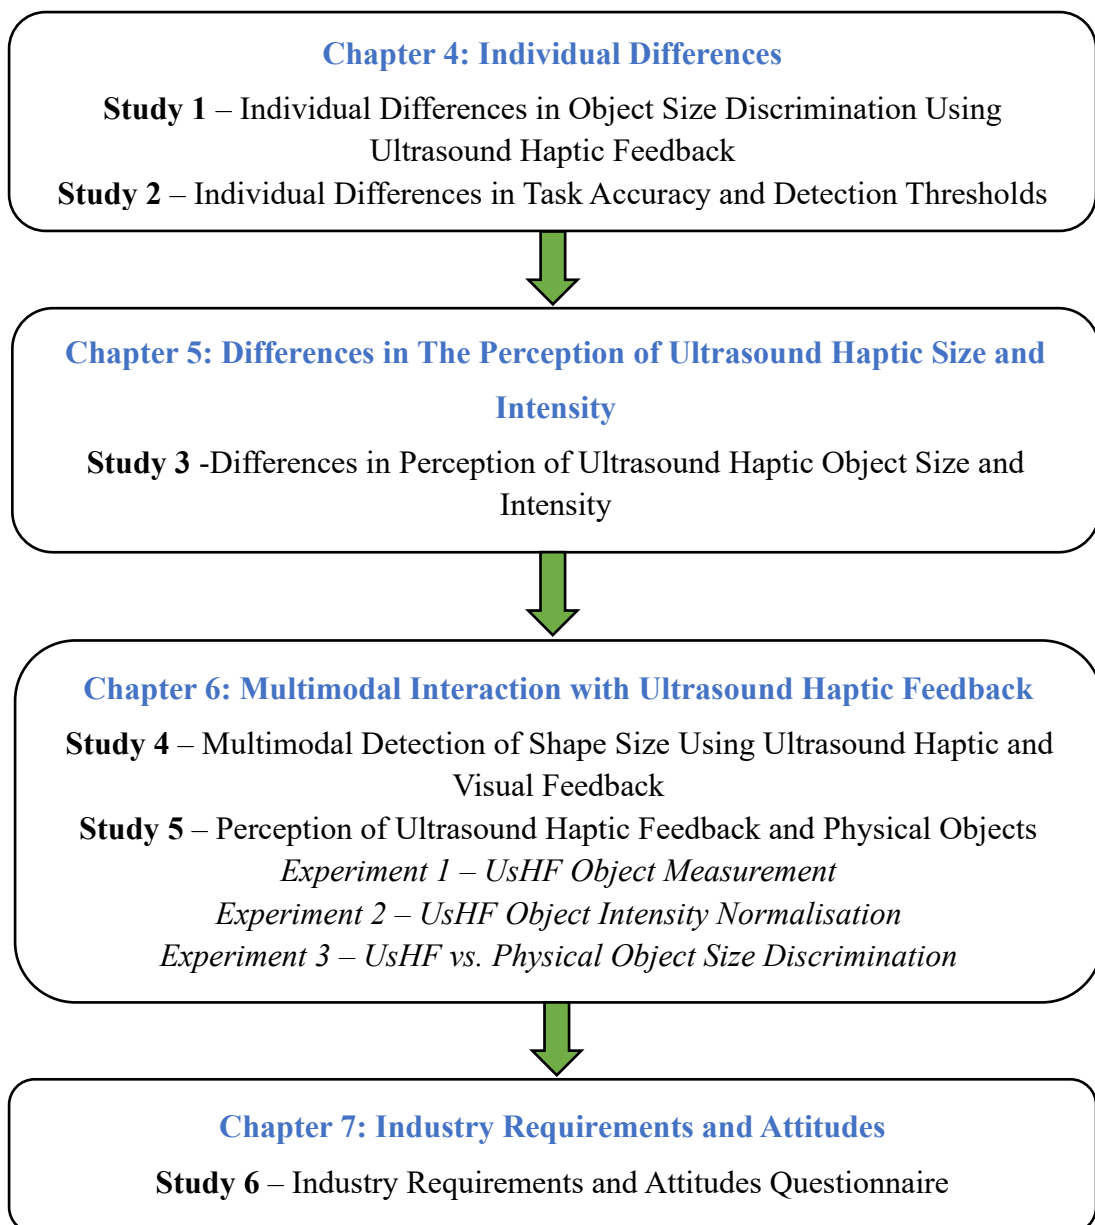 Chapter 4: Individual Differences
Study 1 – Individual Differences in Object Size Discrimination Using
Ultrasound Haptic Feedback
Study 2 – Individual Differences in Task Accuracy and Detection Thresholds
Chapter 5: Differences in The Perception of Ultrasound Haptic Size and
Intensity
Study 3 -Differences in Perception of Ultrasound Haptic Object Size and
Intensity
Chapter 6: Multimodal Interaction with Ultrasound Haptic Feedback
Study 4 – Multimodal Detection of Shape Size Using Ultrasound Haptic and
Visual Feedback
Study 5 – Perception of Ultrasound Haptic Feedback and Physical Objects
Experiment 1 – UsHF Object Measurement
Experiment 2 – UsHF Object Intensity Normalisation
Experiment 3 – UsHF vs. Physical Object Size Discrimination
Chapter 7: Industry Requirements and Attitudes
Study 6 – Industry Requirements and Attitudes Questionnaire